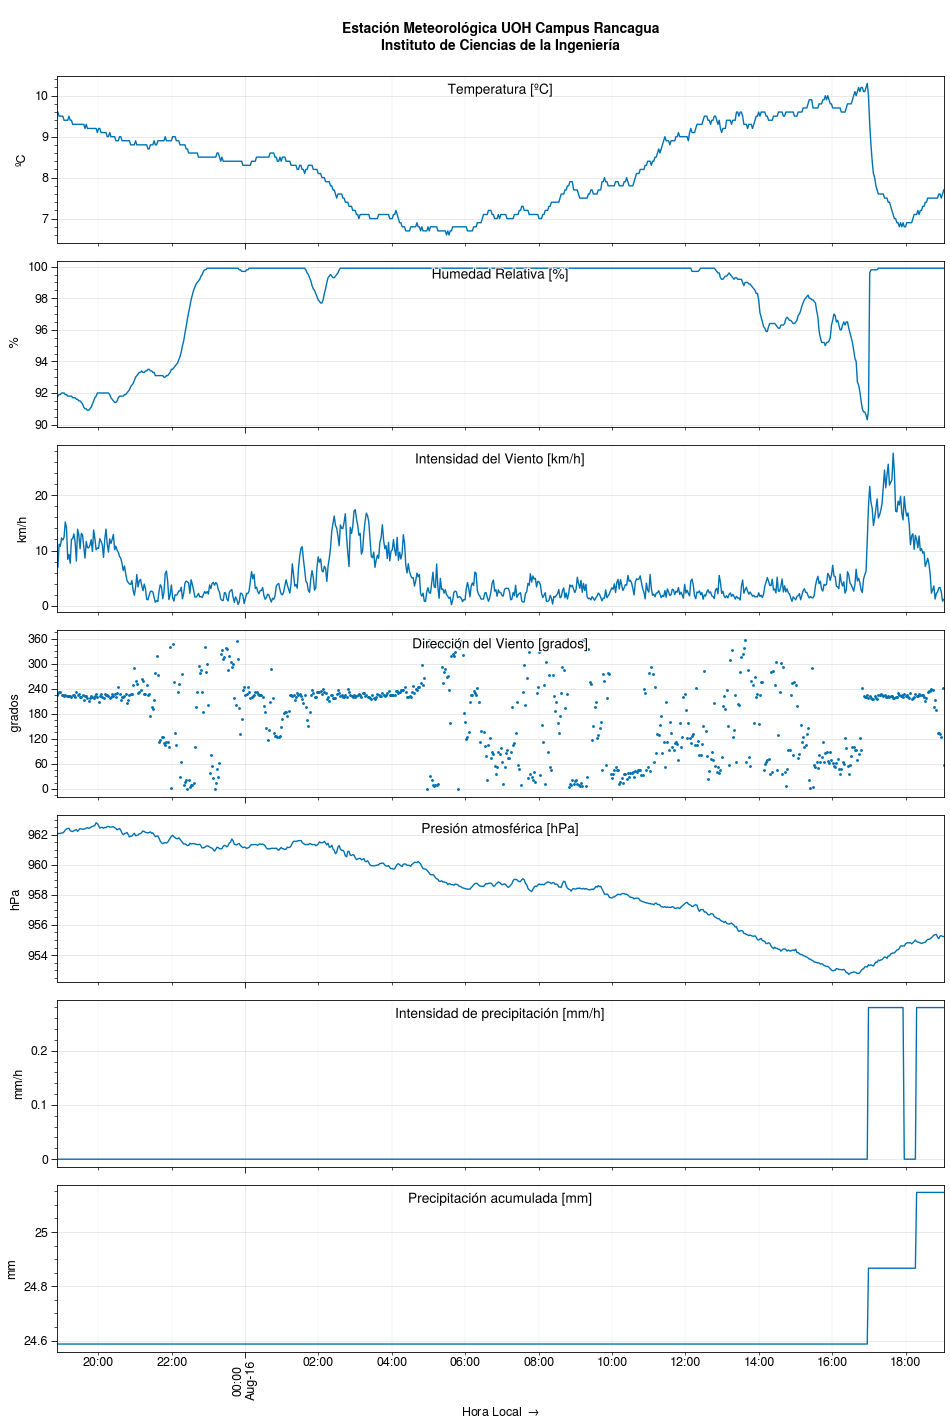 Estación Meteorológica UOH Campus Rancagua
Instituto de Ciencias de la Ingeniería
Temperatura [ºC]
10
9
8
7
ºC
Humedad Relativa [%]
100
98
96
94
92
90
%
Intensidad del Viento [km/h]
20
10
0
km/h
Dirección del Viento [grados]
360
300
240
180
120
60
0
grados
Presión atmosférica [hPa]
962
960
958
956
954
hPa
Intensidad de precipitación [mm/h]
0.2
0.1
0
mm/h
Precipitación acumulada [mm]
25
24.8
24.6
mm
20:00 22:00 00:00 02:00 04:00 06:00 08:00 10:00 12:00 14:00 16:00 18:00
Aug-16
Hora Local →